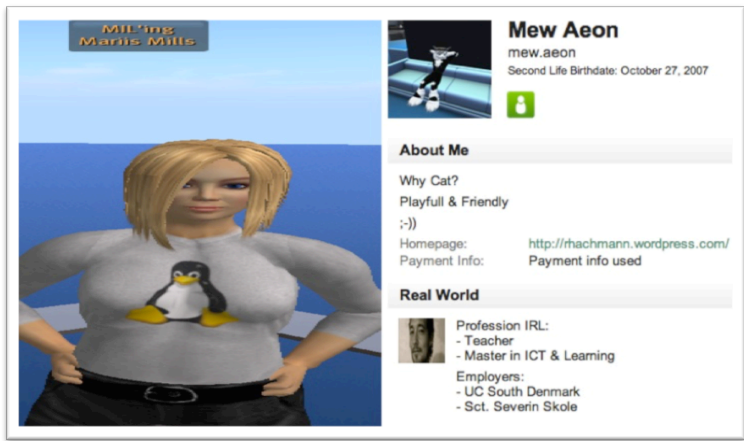 MIL'ing
Mariis Mills
Mew Aeon
mew.aeon
Second Life Birthdate: October 27, 2007
About Me
Why Cat?
Playfull & Friendly
;-))
Homepage: http://rhachmann.wordpress.com/
Payment Info: Payment info used
Real World
Profession IRL:
- Teacher
- Master in ICT & Learning
Employers:
- UC South Denmark
- Sct. Severin Skole